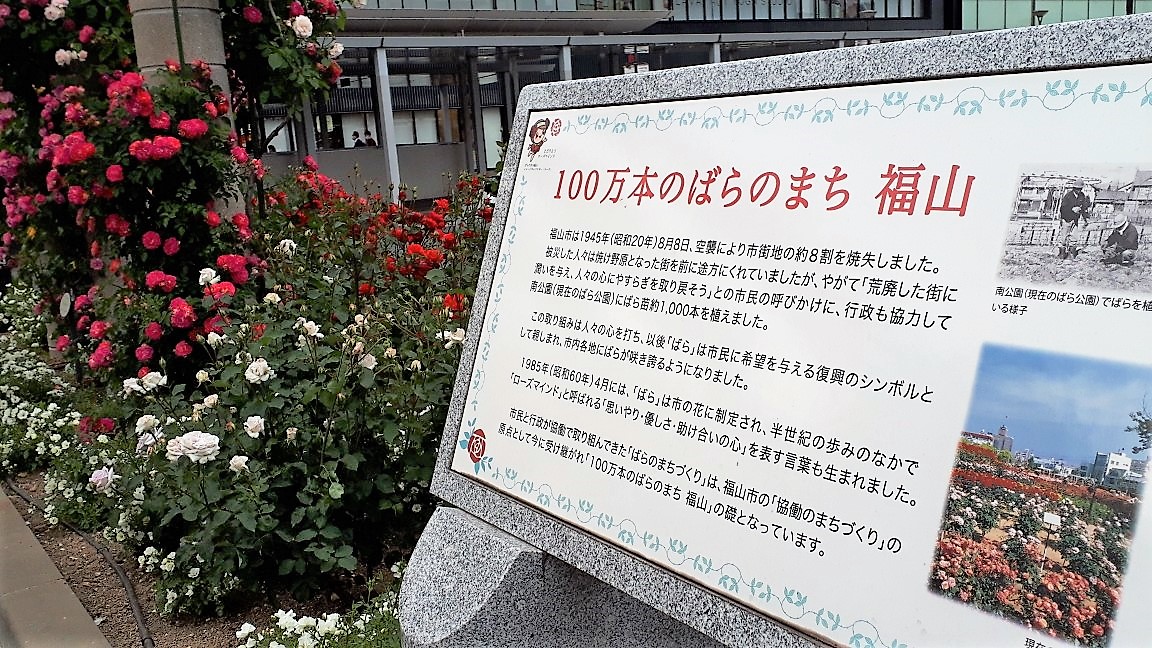 100万本のばらのまち 福山
福山市は1945年(昭和20年)8月8日、空襲により市街地の約8割を焼失しました。
被災した人々は焼け野原となった街を前に途方にくれていましたが、やがて「荒廃した街に
潤いを与え、人々の心にやすらぎを取り戻そう」との市民の呼びかけに、行政も協力して
南公園(現在のばら公園)にばら苗約1,000本を植えました。
この取り組みは人々の心を打ち、以後「ばら」は市民に希望を与える復興のシンボルと
して親しまれ、市内各地にばらが咲き誇るようになりました。
1985年(昭和60年)4月には、「ばら」は市の花に制定され、半世紀の歩みのなかで
「ローズマインド」と呼ばれる「思いやり・優しさ・助け合いの心」を表す言葉も生まれました。
市民と行政が協働で取り組んできた「ばらのまちづくり」は、福山市の「協働のまちづくり」の
原点として今に受け継がれ「100万本のばらのまち 福山」の礎となっています。
南公園(現在のばら公園)でばらを植
いる様子
現在